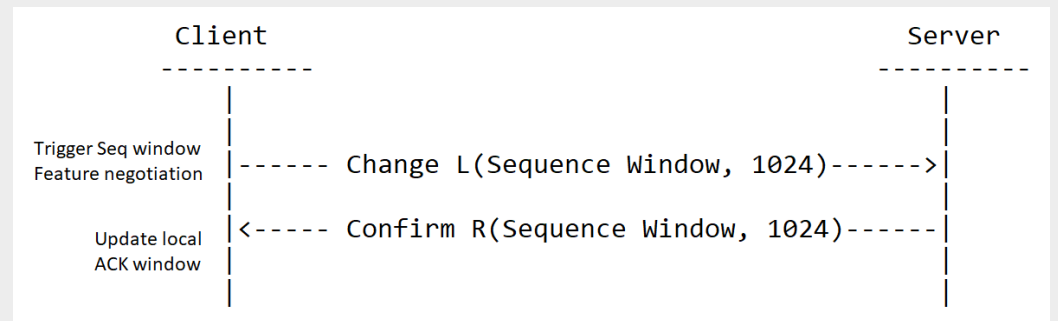 Client Server
---------- ----------
| |
| |
Trigger Seq window
Feature negotiation
|------ Change L(Sequence Window, 1024)------>|
| |
Update local
ACK window
|<----- Confirm R(Sequence Window, 1024)------|
| |
| |